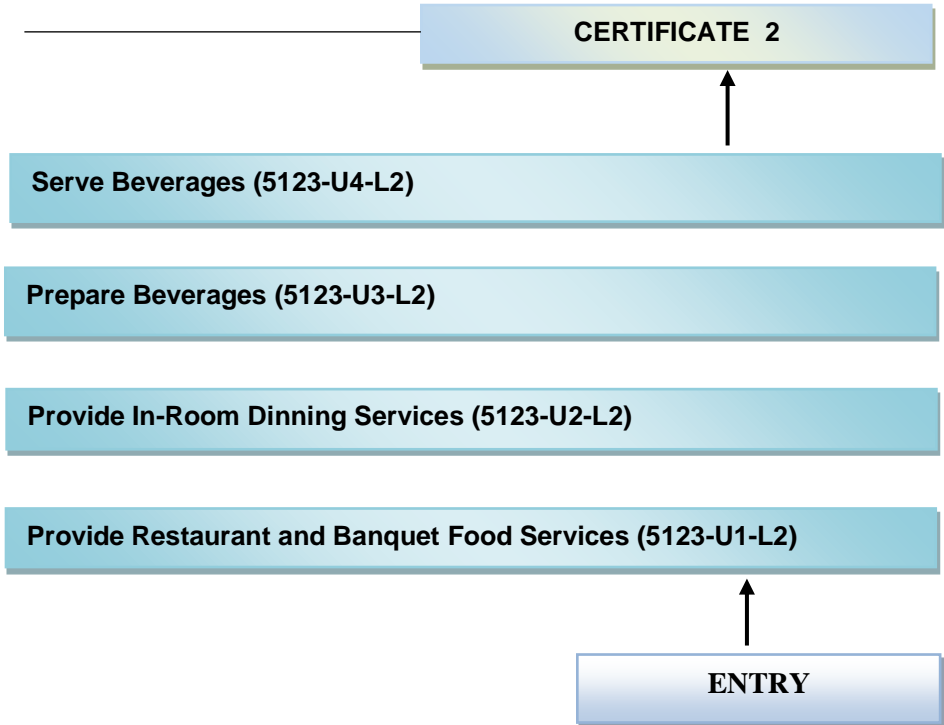 CERTIFICATE 2
Serve Beverages (5123-U4-L2)
Prepare Beverages (5123-U3-L2)
Provide In-Room Dinning Services (5123-U2-L2)
Provide Restaurant and Banquet Food Services (5123-U1-L2)
ENTRY